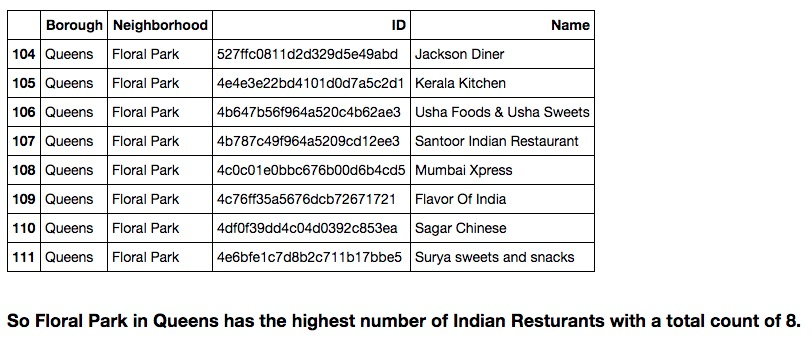 Borough Neighborhood ID Name
104 Queens Floral Park 527ffc0811d2d329d5e49abd Jackson Diner
105 Queens Floral Park 4e4e3e22bd4101d0d7a5c2d1 Kerala Kitchen
106 Queens Floral Park 4b647b56f964a520c4b62ae3 Usha Foods & Usha Sweets
107 Queens Floral Park 4b787c49f964a5209cd12ee3 Santoor Indian Restaurant
108 Queens Floral Park 4c0c01e0bbc676b00d6b4cd5 Mumbai Xpress
109 Queens Floral Park 4c76ff35a5676dcb72671721 Flavor Of India
110 Queens Floral Park 4df0f39dd4c04d0392c853ea Sagar Chinese
111 Queens Floral Park 4e6bfe1c7d8b2c711b17bbe5 Surya sweets and snacks
So Floral Park in Queens has the highest number of Indian Resturants with a total count of 8.